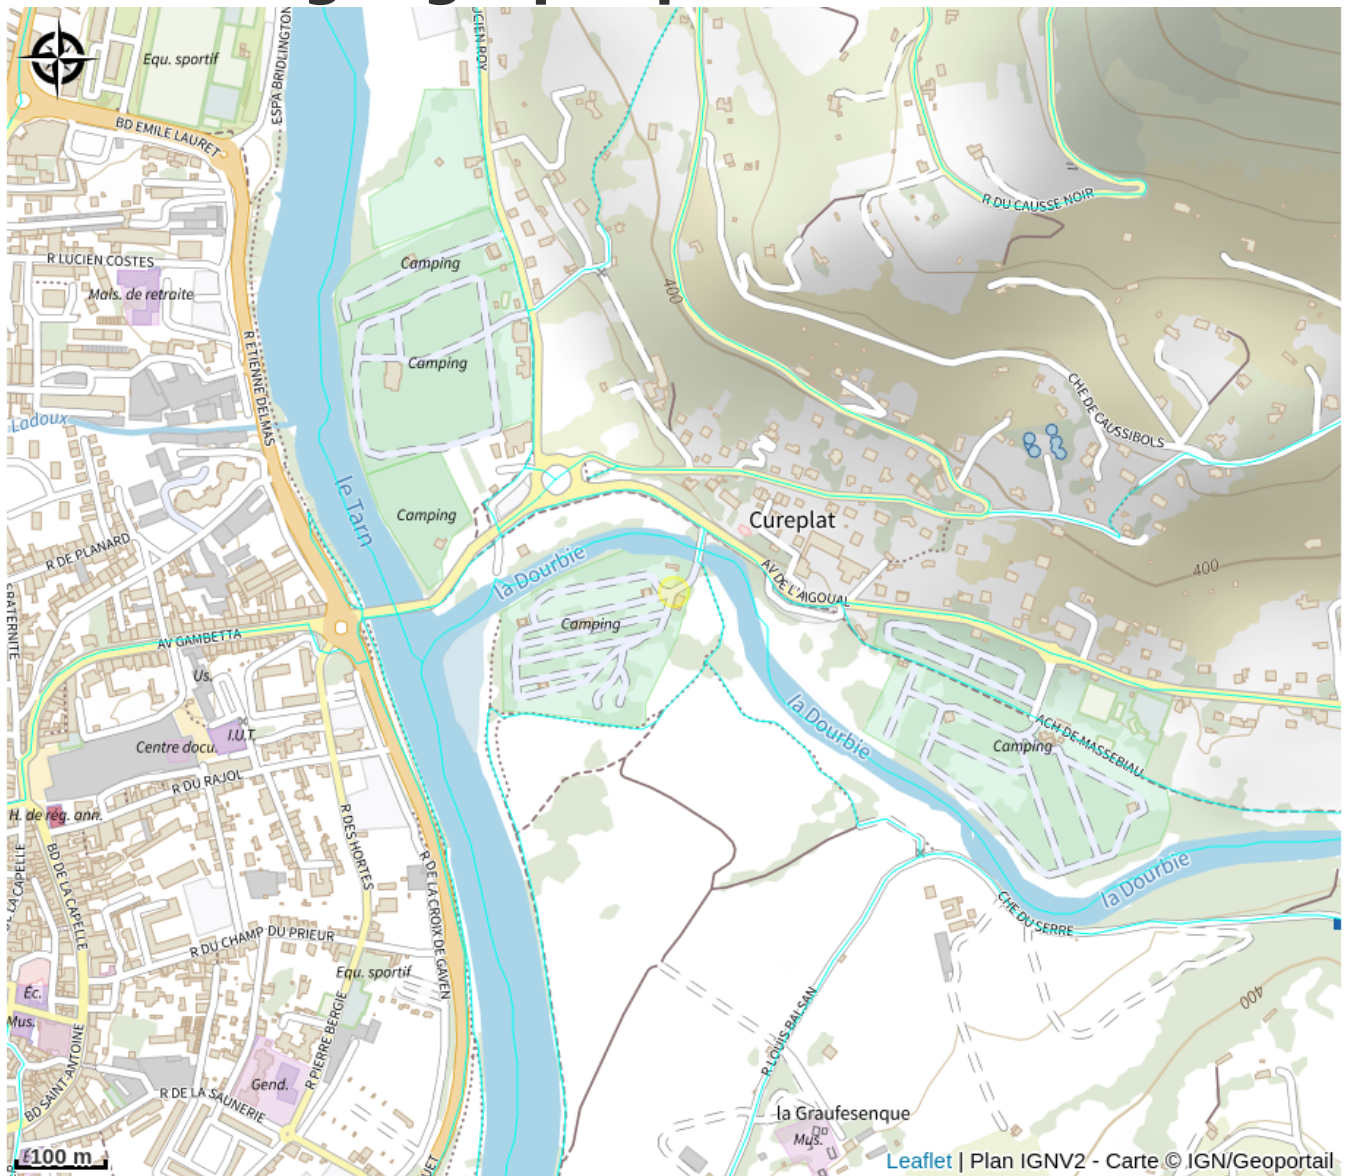 Equ. sportif
ESPA BRIDLINGTON
BD EMILE LAURET
R DU CAUSSE NOIR
R LUCIEN COSTES
Camping
Mais. de retraite
400
R ETIENNE DELMAS
Camping
CHE DE CAUSSIBOLS
Ladoux
le Tarn
Camping
Cureplat
R DE PLANARD
la Dourbie
400
AV DE L'AIGOUAL
Camping
AV GAMBETTA
Us.
I.U.T.
Centre docu.
la Dourbie
ACH DE MASSEBIAU
Camping
R DU RAJOL
H. de rég. ann.
R DES HORTES
BD DE LA CAPELLE
R DE LA CROIX DE GAVEN
la Dourbie
CHE DU SERRE
R DU CHAMP DU PRIEUR
Equ. sportif
Éc.
Mus.
400
R LOUIS BALSAN
R PIERRE BERGIE
BD SAINT-ANTOINE
Gend.
R DE LA SAUNERIE
la Graufesenque
Mus.
100 m
Leaflet | Plan IGNV2 - Carte © IGN/Geoportail